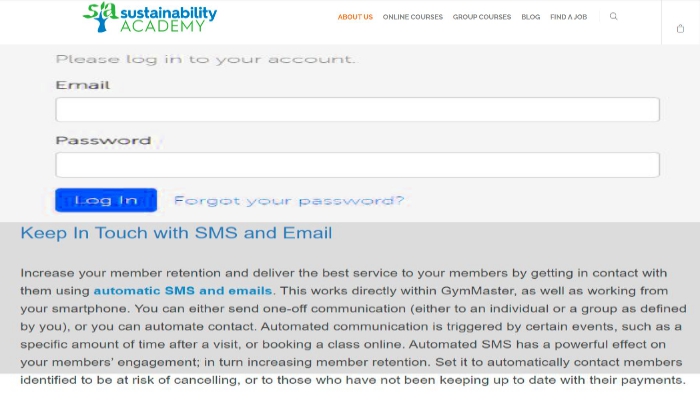 sa sustainability
ACADEMY
ABOUT US ONLINE COURSES GROUP COURSES BLOG FIND A JOB
Please log in to your account.
Email
Password
Log In Forgot your password?
Keep In Touch with SMS and Email
Increase your member retention and deliver the best service to your members by getting in contact with
them using automatic SMS and emails. This works directly within GymMaster, as well as working from
your smartphone. You can either send one-off communication (either to an individual or a group as defined
by you), or you can automate contact. Automated communication is triggered by certain events, such as a
specific amount of time after a visit, or booking a class online. Automated SMS has a powerful effect on
your members' engagement; in turn increasing member retention. Set it to automatically contact members
identified to be at risk of cancelling, or to those who have not been keeping up to date with their payments.